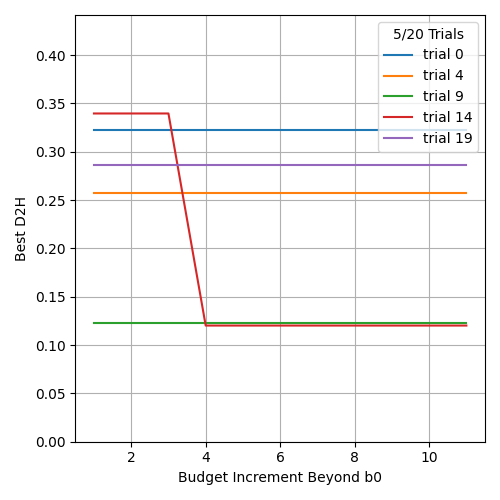 5/20 Trials
trial 0
trial 4
trial 9
trial 14
trial 19
Best D2H
0.40
0.35
0.30
0.25
0.20
0.15
0.10
0.05
0.00
2 4 6 8 10
Budget Increment Beyond b0